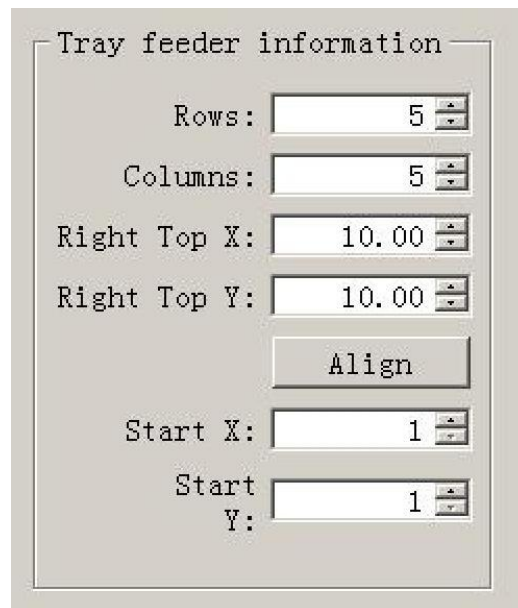 Tray feeder information
Rows: 5
Columns: 5
Right Top X: 10.00
Right Top Y: 10.00
Align
Start X: 1
Start
Y: 1